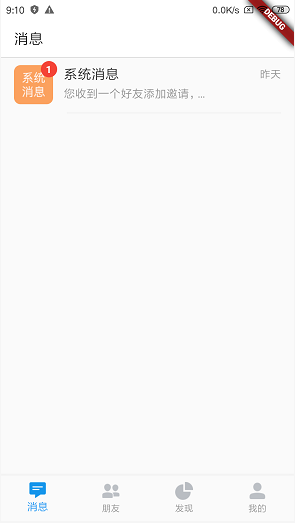 9:10
0.0K/s
78
DEBUG
消息
系统
消息
1
系统消息
昨天
您收到一个好友添加邀请，...
消息
朋友
发现
我的